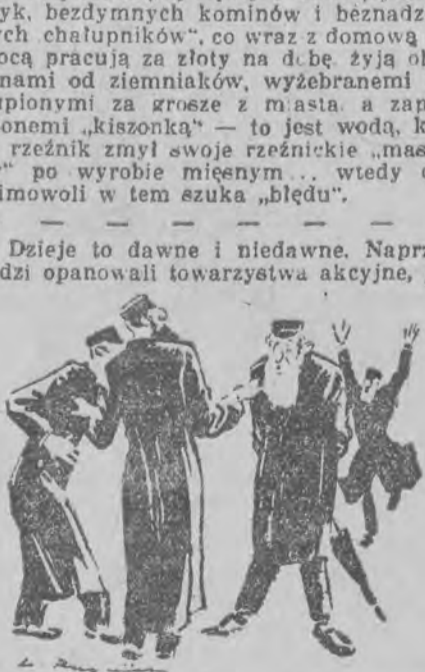 yk, bezdymnych kominów i beznadz
ych chałupników", co wraz z domową
ocą pracują za złoty na dobę, żyją ob
nami od ziemniaków, wyżebranemi
upionymi za grosze z miasta, a zap
onemi „kiszonką" — to jest wodą, k
rzeźnik zmył swoje rzeźnickie „mas
" po wyrobie mięsnym ... wtedy
imowoli w tem szuka „błędu".
— — — — — —
Dzieje to dawne i niedawne. Naprz
dzi opanowali towarzystwa akcyjne,